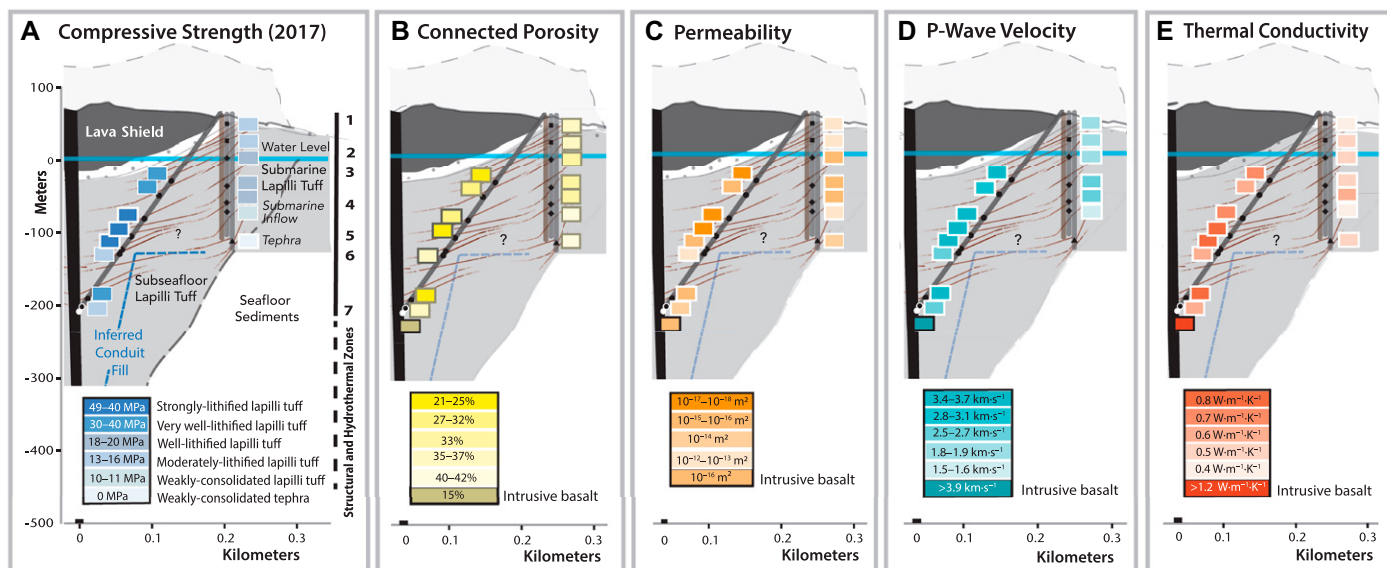 A Compressive Strength (2017)
100
0
-100
-200
-300
-400
-500
Meters
Lava Shield
Water Level
Submarine
Lapilli Tuff
Submarine
Inflow
Tephra
?
Subseafloor
Lapilli Tuff
Seafloor
Sediments
Inferred
Conduit
Fill
1
2
3
4
5
6
7
Structural and Hydrothermal Zones
49–40 MPa Strongly-lithified lapilli tuff
30–40 MPa Very well-lithified lapilli tuff
18–20 MPa Well-lithified lapilli tuff
13–16 MPa Moderately-lithified lapilli tuff
10–11 MPa Weakly-consolidated lapilli tuff
0 MPa Weakly-consolidated tephra
0 0.1 0.2 0.3
Kilometers
B Connected Porosity
?
21–25%
27–32%
33%
35–37%
40–42%
15% Intrusive basalt
0 0.1 0.2 0.3
Kilometers
C Permeability
?
10⁻¹⁷–10⁻¹⁸ m²
10⁻¹⁵–10⁻¹⁶ m²
10⁻¹⁴ m²
10⁻¹²–10⁻¹³ m²
10⁻¹⁶ m² Intrusive basalt
0 0.1 0.2 0.3
Kilometers
D P-Wave Velocity
?
3.4–3.7 km·s⁻¹
2.8–3.1 km·s⁻¹
2.5–2.7 km·s⁻¹
1.8–1.9 km·s⁻¹
1.5–1.6 km·s⁻¹
>3.9 km·s⁻¹ Intrusive basalt
0 0.1 0.2 0.3
Kilometers
E Thermal Conductivity
?
0.8 W·m⁻¹·K⁻¹
0.7 W·m⁻¹·K⁻¹
0.6 W·m⁻¹·K⁻¹
0.5 W·m⁻¹·K⁻¹
0.4 W·m⁻¹·K⁻¹
>1.2 W·m⁻¹·K⁻¹ Intrusive basalt
0 0.1 0.2 0.3
Kilometers